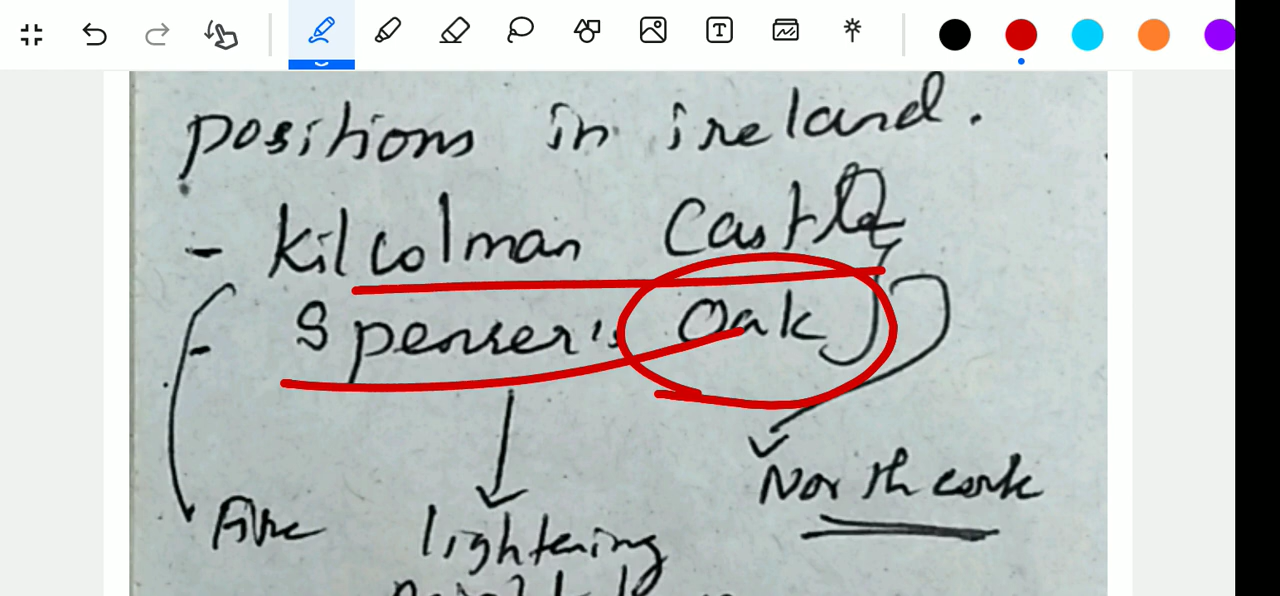 positions in ireland.
- Kilcolman Castle
- Spenser's Oak
North cork
Fire lightening